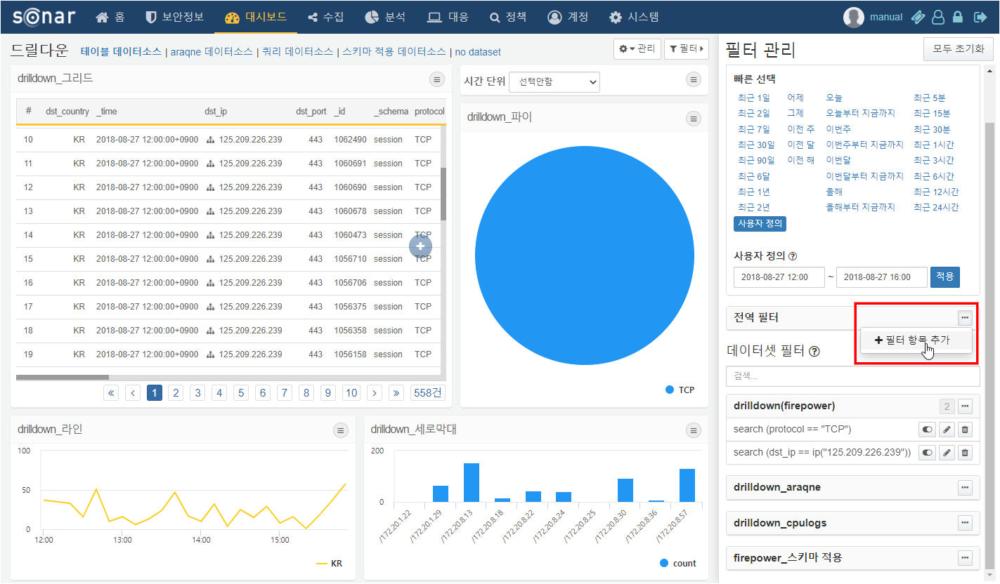 sonar 홈 보안정보 대시보드 수집 분석 대응 정책 계정 시스템 manual
드릴다운 테이블 데이터소스 | araqne 데이터소스 | 쿼리 데이터소스 | 스키마 적용 데이터소스 | no dataset 관리 필터
drilldown_그리드
# dst_country _time dst_ip dst_port _id _schema protocol
10 KR 2018-08-27 12:00:00+0900 125.209.226.239 443 1062490 session TCP
11 KR 2018-08-27 12:00:00+0900 125.209.226.239 443 1060691 session TCP
12 KR 2018-08-27 12:00:00+0900 125.209.226.239 443 1060690 session TCP
13 KR 2018-08-27 12:00:00+0900 125.209.226.239 443 1060678 session TCP
14 KR 2018-08-27 12:00:00+0900 125.209.226.239 443 1060473 session TCP
15 KR 2018-08-27 12:00:00+0900 125.209.226.239 443 1056710 session TCP
16 KR 2018-08-27 12:00:00+0900 125.209.226.239 443 1056706 session TCP
17 KR 2018-08-27 12:00:00+0900 125.209.226.239 443 1056375 session TCP
18 KR 2018-08-27 12:00:00+0900 125.209.226.239 443 1056358 session TCP
19 KR 2018-08-27 12:00:00+0900 125.209.226.239 443 1056158 session TCP
« ‹ 1 2 3 4 5 6 7 8 9 10 › » 558건
시간 단위 선택안함
drilldown_파이
TCP
drilldown_라인
100
50
0
12:00 13:00 14:00 15:00
KR
drilldown_세로막대
200
0
/172.20.1.22 /172.20.1.29 /172.20.8.13 /172.20.8.18 /172.20.8.22 /172.20.8.24 /172.20.8.25 /172.20.8.30 /172.20.8.36 /172.20.8.57
count
필터 관리 모두 초기화
빠른 선택
최근 1일 어제 오늘 최근 5분
최근 2일 그제 오늘부터 지금까지 최근 15분
최근 7일 이전 주 이번주 최근 30분
최근 30일 이전 달 이번주부터 지금까지 최근 1시간
최근 90일 이전 해 이번달 최근 3시간
최근 6달 이번달부터 지금까지 최근 6시간
최근 1년 올해 최근 12시간
최근 2년 올해부터 지금까지 최근 24시간
사용자 정의
사용자 정의
2018-08-27 12:00 ~ 2018-08-27 16:00 적용
전역 필터
+ 필터 항목 추가
데이터셋 필터
검색...
drilldown(firepower) 2
search (protocol == "TCP")
search (dst_ip == ip("125.209.226.239"))
drilldown_araqne
drilldown_cpulogs
firepower_스키마 적용